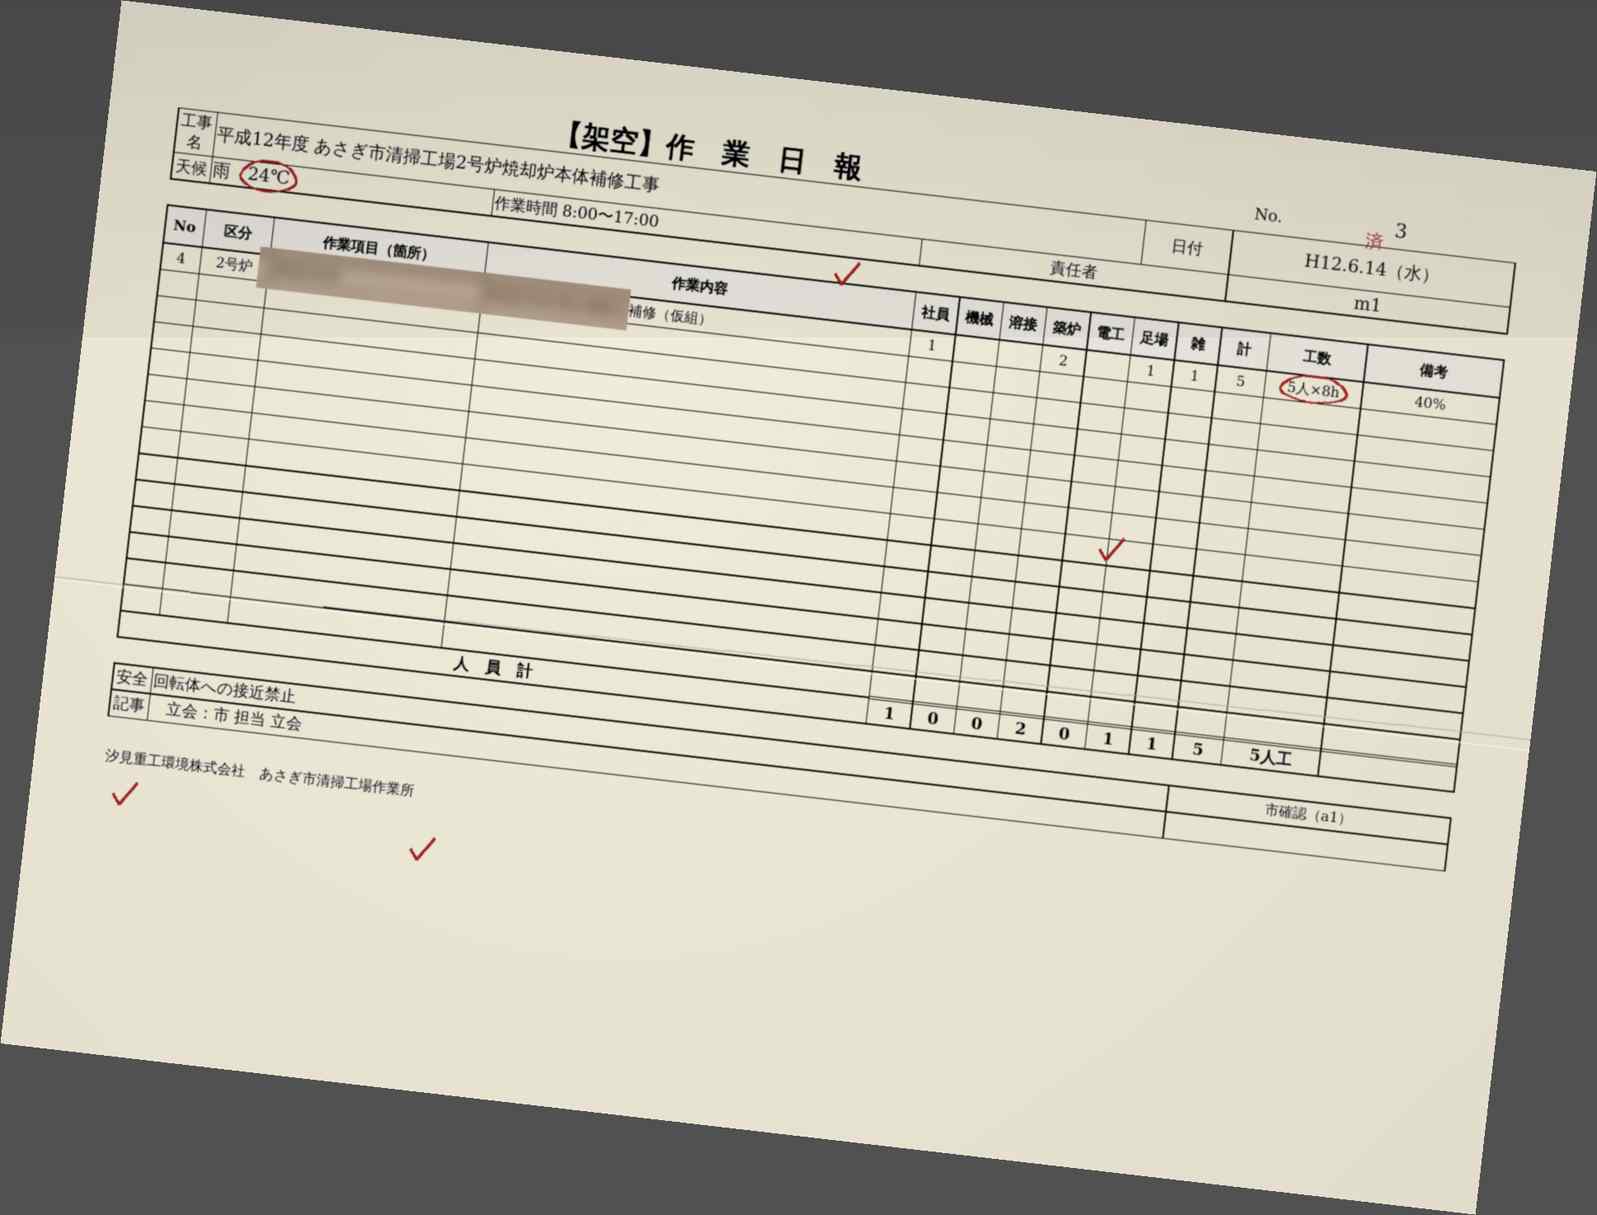 【架空】作 業 日 報
No. 3
済
工事名 平成12年度 あさぎ市清掃工場2号炉焼却炉本体補修工事 日付 H12.6.14（水）
天候 雨 24℃ 作業時間 8:00〜17:00 責任者 m1
No 区分 作業項目（箇所） 作業内容 社員 機械 溶接 築炉 電工 足場 雑 計 工数 備考
4 2号炉 補修（仮組） 1 2 1 1 5 5人×8h 40%
人 員 計 1 0 0 2 0 1 1 5 5人工
安全 回転体への接近禁止 市確認（a1）
記事 立会：市 担当 立会
汐見重工環境株式会社 あさぎ市清掃工場作業所